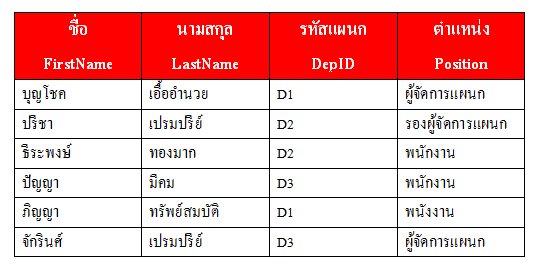 ชื่อ นามสกุล รหัสแผนก ตำแหน่ง
FirstName LastName DepID Position
บุญโชค เอื้ออำนวย D1 ผู้จัดการแผนก
ปรีชา เปรมปรีย์ D2 รองผู้จัดการแผนก
ธีระพงษ์ ทองมาก D2 พนักงาน
ปัญญา มีคม D3 พนักงาน
ภิญญา ทรัพย์สมบัติ D1 พนังงาน
จักรินศ์ เปรมปรีย์ D3 ผู้จัดการแผนก